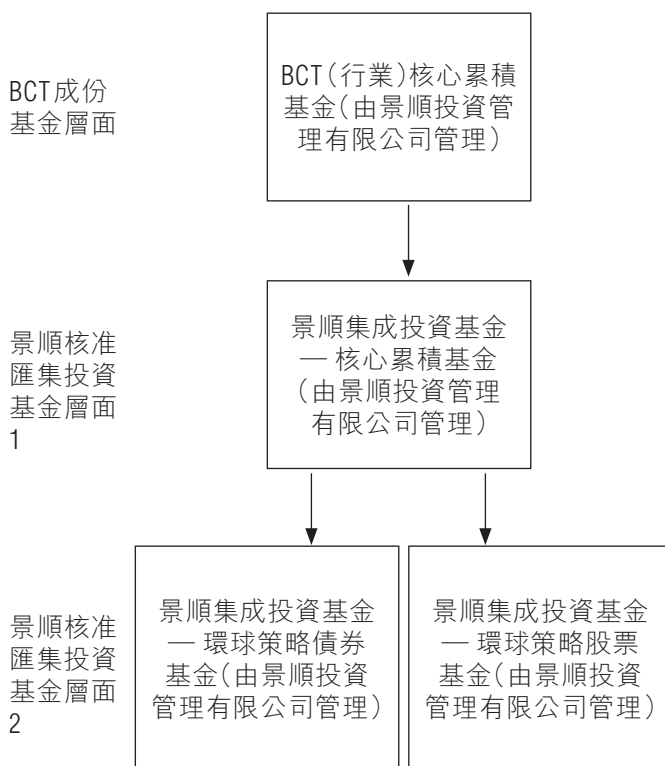 BCT成份
基金層面
BCT(行業)核心累積
基金(由景順投資管
理有限公司管理)
景順核准
匯集投資
基金層面
1
景順集成投資基金
— 核心累積基金
(由景順投資管理
有限公司管理)
景順核准
匯集投資
基金層面
2
景順集成投資基金
— 環球策略債券
基金(由景順投資
管理有限公司管理)
景順集成投資基金
— 環球策略股票
基金(由景順投資
管理有限公司管理)